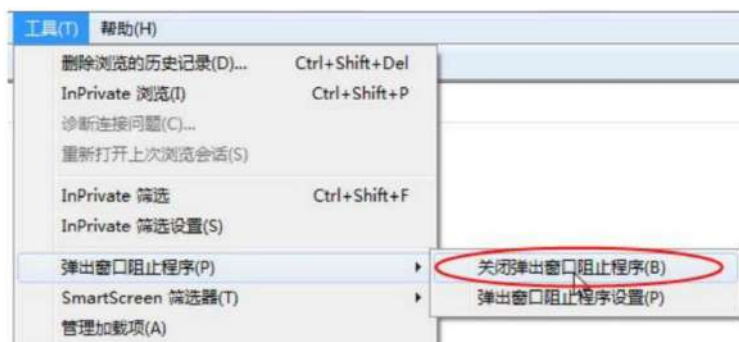 工具(T) 帮助(H)
删除浏览的历史记录(D)... Ctrl+Shift+Del
InPrivate 浏览(I) Ctrl+Shift+P
诊断连接问题(C)...
重新打开上次浏览会话(S)
InPrivate 筛选 Ctrl+Shift+F
InPrivate 筛选设置(S)
弹出窗口阻止程序(P) 关闭弹出窗口阻止程序(B)
SmartScreen 筛选器(T) 弹出窗口阻止程序设置(P)
管理加载项(A)